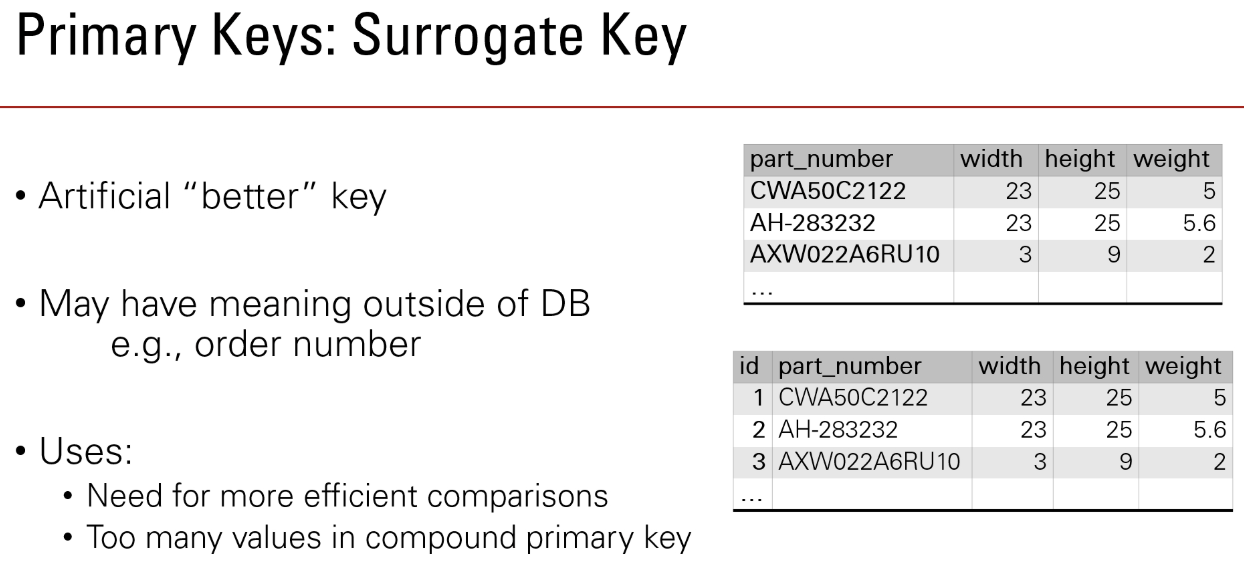 Primary Keys: Surrogate Key
• Artificial “better” key
• May have meaning outside of DB
e.g., order number
• Uses:
• Need for more efficient comparisons
• Too many values in compound primary key
part_number width height weight
CWA50C2122 23 25 5
AH-283232 23 25 5.6
AXW022A6RU10 3 9 2
...
id part_number width height weight
1 CWA50C2122 23 25 5
2 AH-283232 23 25 5.6
3 AXW022A6RU10 3 9 2
...